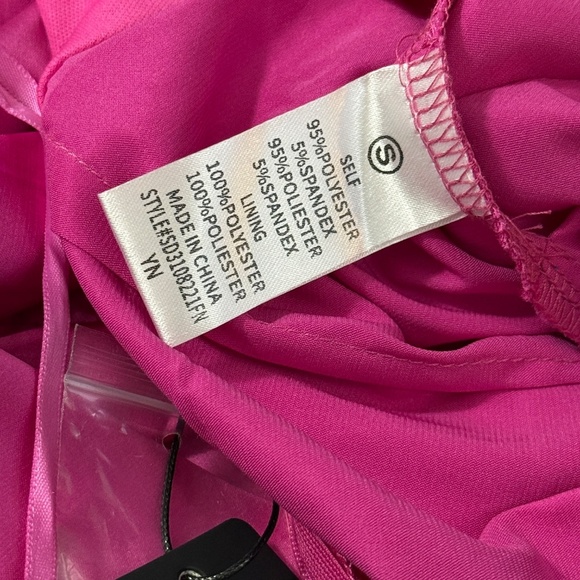 S
SELF
95%POLYESTER
5%SPANDEX
95%POLIESTER
5%SPANDEX
LINING
100%POLYESTER
100%POLIESTER
MADE IN CHINA
STYLE#SD3108221FN
YN